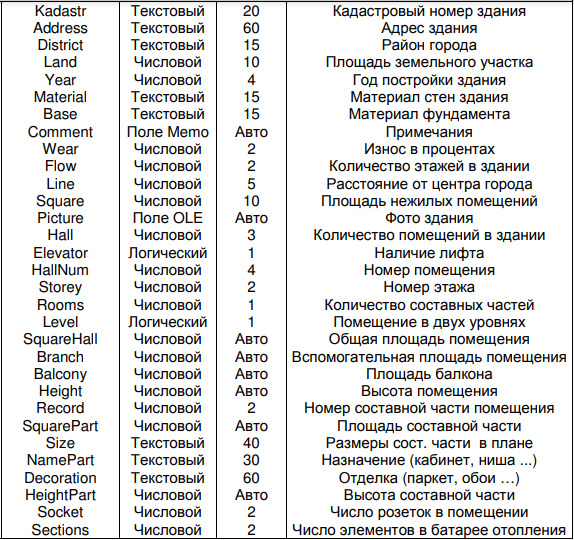 Kadastr Текстовый 20 Кадастровый номер здания
Address Текстовый 60 Адрес здания
District Текстовый 15 Район города
Land Числовой 10 Площадь земельного участка
Year Числовой 4 Год постройки здания
Material Текстовый 15 Материал стен здания
Base Текстовый 15 Материал фундамента
Comment Поле Memo Авто Примечания
Wear Числовой 2 Износ в процентах
Flow Числовой 2 Количество этажей в здании
Line Числовой 5 Расстояние от центра города
Square Числовой 10 Площадь нежилых помещений
Picture Поле OLE Авто Фото здания
Hall Числовой 3 Количество помещений в здании
Elevator Логический 1 Наличие лифта
HallNum Числовой 4 Номер помещения
Storey Числовой 2 Номер этажа
Rooms Числовой 1 Количество составных частей
Level Логический 1 Помещение в двух уровнях
SquareHall Числовой Авто Общая площадь помещения
Branch Числовой Авто Вспомогательная площадь помещения
Balcony Числовой Авто Площадь балкона
Height Числовой Авто Высота помещения
Record Числовой 2 Номер составной части помещения
SquarePart Числовой Авто Площадь составной части
Size Текстовый 40 Размеры сост. части в плане
NamePart Текстовый 30 Назначение (кабинет, ниша ...)
Decoration Текстовый 60 Отделка (паркет, обои …)
HeightPart Числовой Авто Высота составной части
Socket Числовой 2 Число розеток в помещении
Sections Числовой 2 Число элементов в батарее отопления